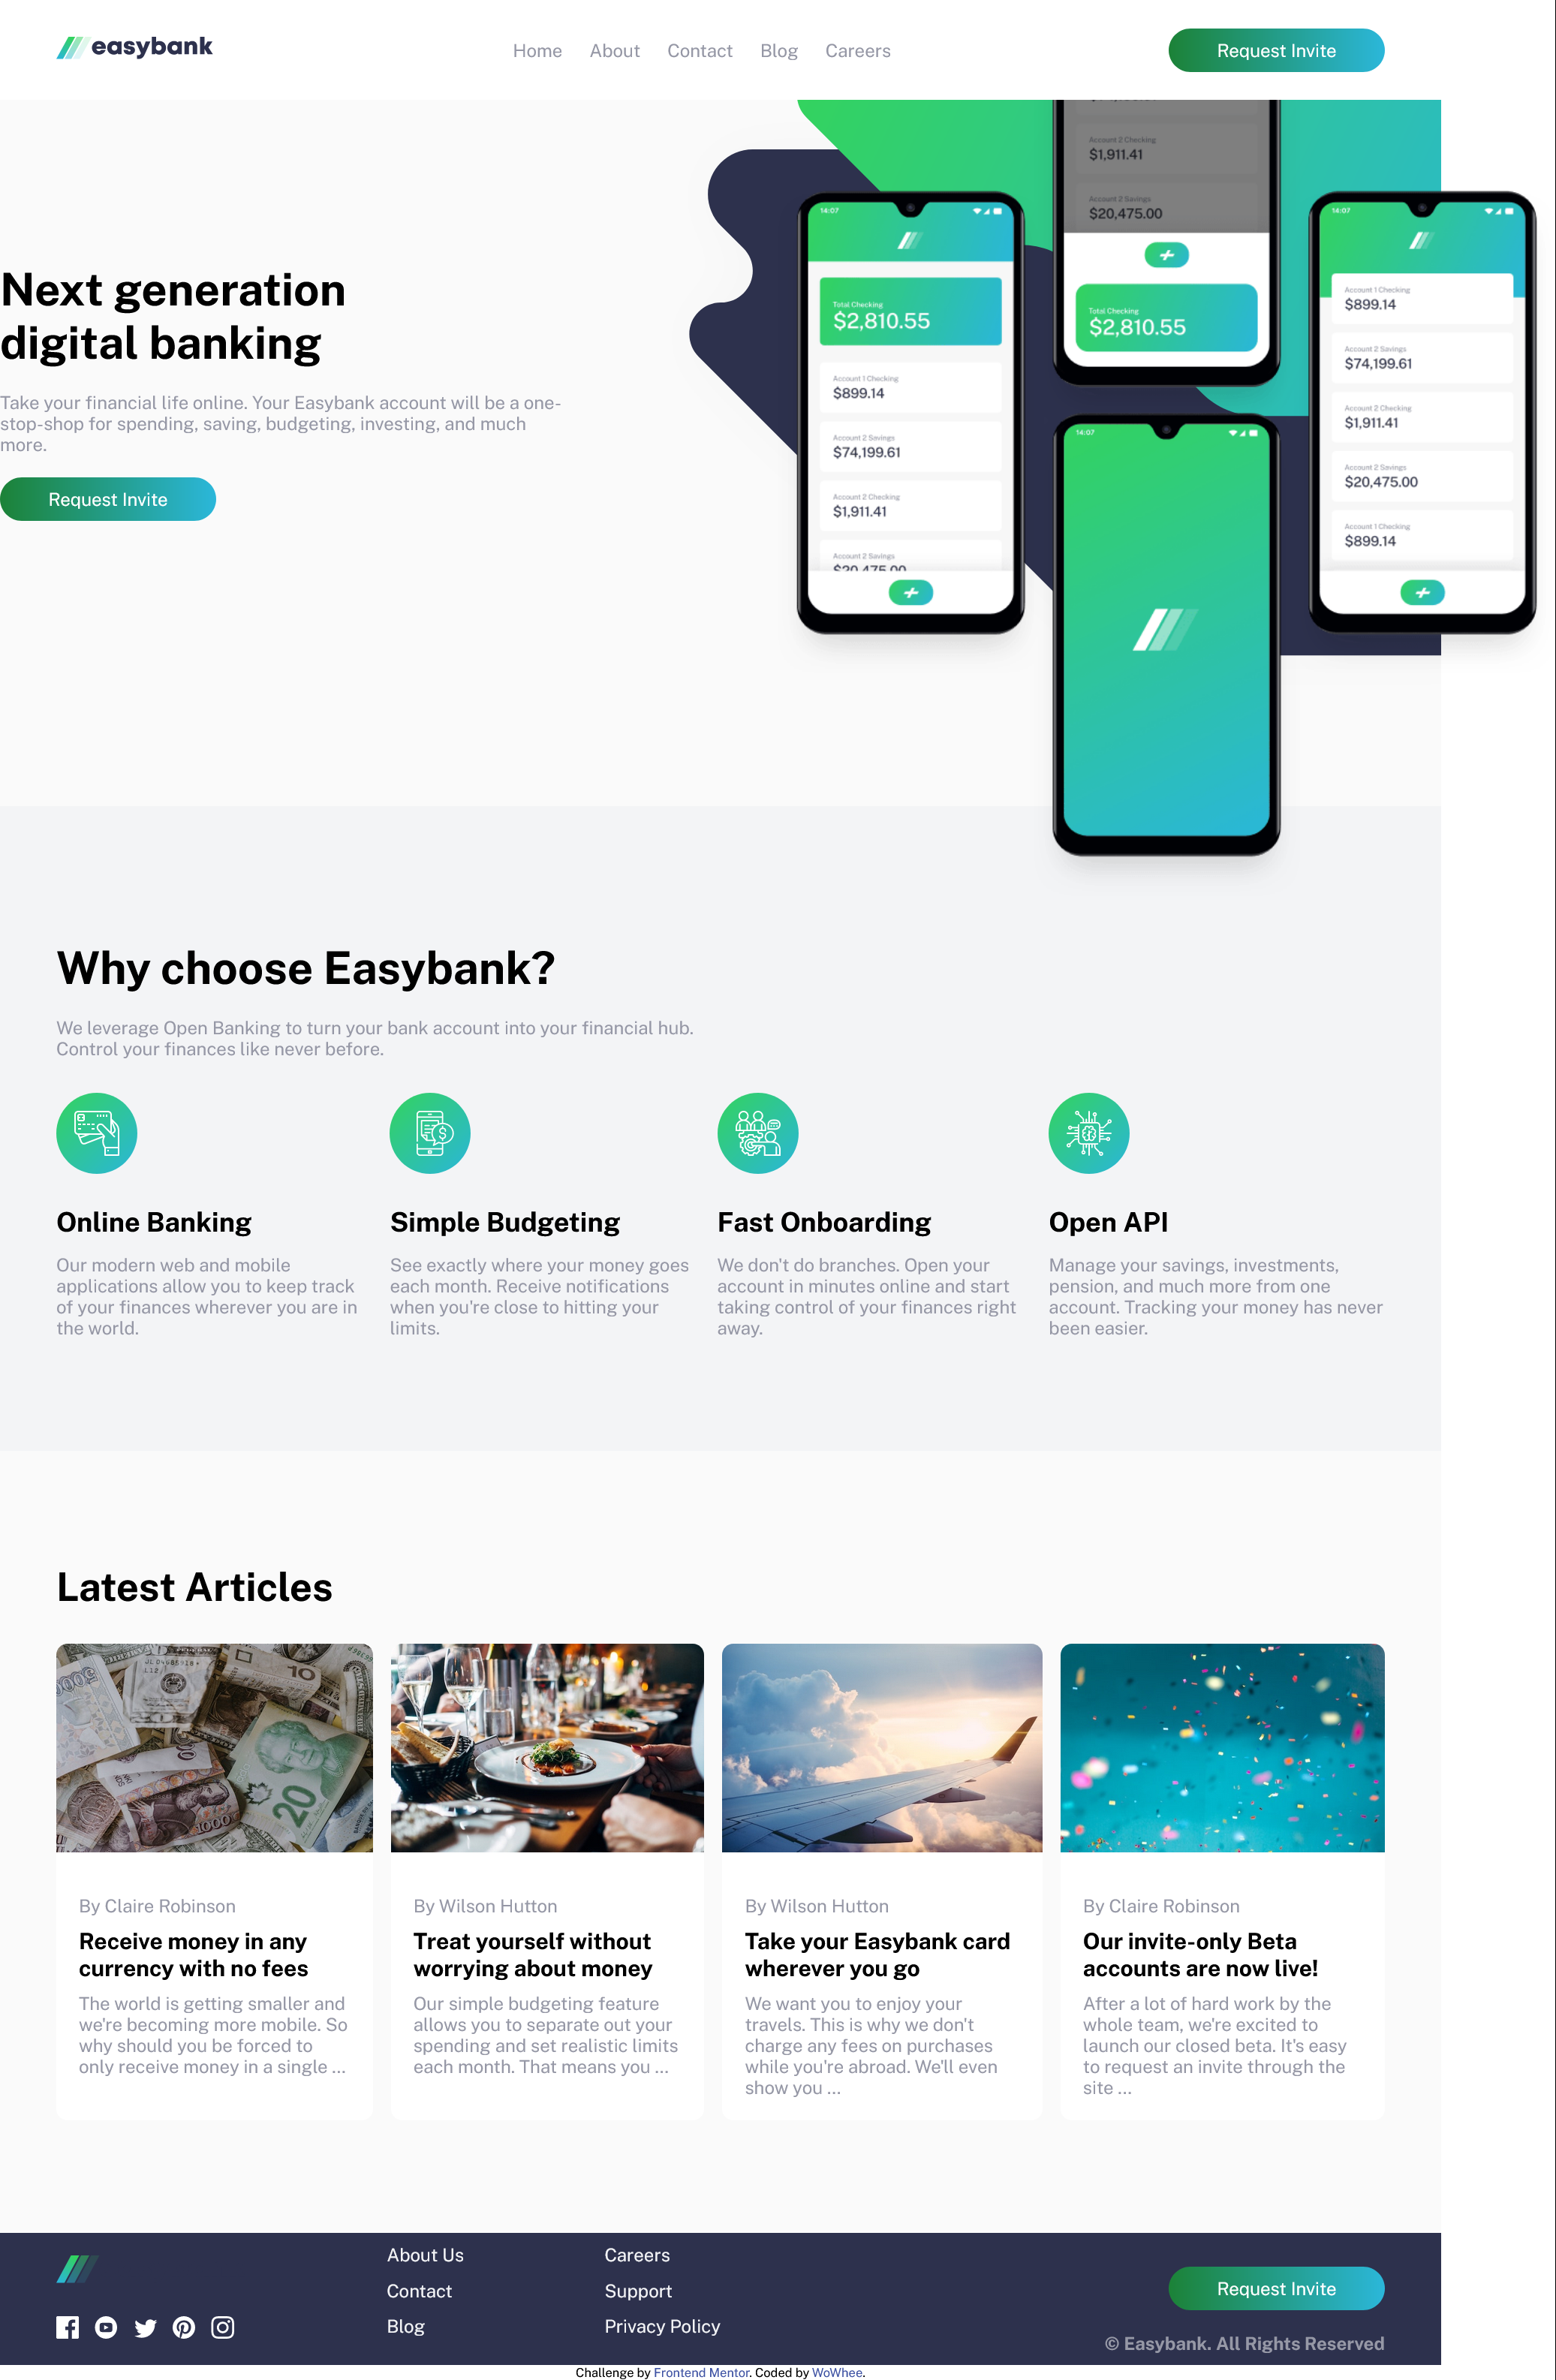 easybank
Home About Contact Blog Careers
Request Invite
Next generation
digital banking
Take your financial life online. Your Easybank account will be a one-
stop-shop for spending, saving, budgeting, investing, and much
more.
Request Invite
14:07
Total Checking
$2,810.55
Account 1 Checking
$899.14
Account 2 Savings
$74,199.61
Account 2 Checking
$1,911.41
Account 2 Savings
$20,475.00
Account 2 Checking
$1,911.41
Account 2 Savings
$20,475.00
Total Checking
$2,810.55
14:07
14:07
Account 1 Checking
$899.14
Account 2 Savings
$74,199.61
Account 2 Checking
$1,911.41
Account 2 Savings
$20,475.00
Account 1 Checking
$899.14
Why choose Easybank?
We leverage Open Banking to turn your bank account into your financial hub.
Control your finances like never before.
Online Banking
Our modern web and mobile
applications allow you to keep track
of your finances wherever you are in
the world.
Simple Budgeting
See exactly where your money goes
each month. Receive notifications
when you're close to hitting your
limits.
Fast Onboarding
We don't do branches. Open your
account in minutes online and start
taking control of your finances right
away.
Open API
Manage your savings, investments,
pension, and much more from one
account. Tracking your money has never
been easier.
Latest Articles
10
20
1000
By Claire Robinson
Receive money in any
currency with no fees
The world is getting smaller and
we're becoming more mobile. So
why should you be forced to
only receive money in a single ...
By Wilson Hutton
Treat yourself without
worrying about money
Our simple budgeting feature
allows you to separate out your
spending and set realistic limits
each month. That means you ...
By Wilson Hutton
Take your Easybank card
wherever you go
We want you to enjoy your
travels. This is why we don't
charge any fees on purchases
while you're abroad. We'll even
show you ...
By Claire Robinson
Our invite-only Beta
accounts are now live!
After a lot of hard work by the
whole team, we're excited to
launch our closed beta. It's easy
to request an invite through the
site ...
About Us
Contact
Blog
Careers
Support
Privacy Policy
Request Invite
© Easybank. All Rights Reserved
Challenge by Frontend Mentor. Coded by WoWhee.